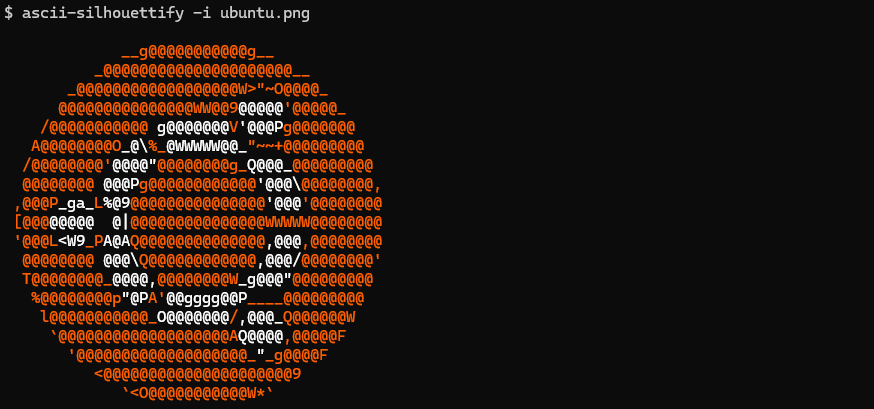 $ ascii-silhouettify -i ubuntu.png
             __g@@@@@@@@@@@g__
          _@@@@@@@@@@@@@@@@@@@@@__
       _@@@@@@@@@@@@@@@@@@W>"~O@@@@_
      @@@@@@@@@@@@@@@WW@@9@@@@@'@@@@@_
    /@@@@@@@@@@@ g@@@@@@@V'@@@Pg@@@@@@@
   A@@@@@@@@O_@\%_@WWWWW@@_"~~+@@@@@@@@@
  /@@@@@@@@'@@@@"@@@@@@@@g_Q@@@_@@@@@@@@@
  @@@@@@@@ @@@Pg@@@@@@@@@@@@'@@@\@@@@@@@@,
 ,@@@P_ga_L%@9@@@@@@@@@@@@@@@'@@@'@@@@@@@@
 [@@@@@@@@  @|@@@@@@@@@@@@@@@WWWWW@@@@@@@@
 '@@@L<W9_PA@AQ@@@@@@@@@@@@@@,@@@,@@@@@@@@
  @@@@@@@@ @@@\Q@@@@@@@@@@@@,@@@/@@@@@@@@'
  T@@@@@@@@_@@@@,@@@@@@@@W_g@@@"@@@@@@@@@
   %@@@@@@@@p"@PA'@@gggg@@P____@@@@@@@@@
    l@@@@@@@@@@@_O@@@@@@@/,@@@_Q@@@@@@W
     `@@@@@@@@@@@@@@@@@@@AQ@@@@,@@@@@F
       '@@@@@@@@@@@@@@@@@@@_"_g@@@@F
          <@@@@@@@@@@@@@@@@@@@@@9
             `<O@@@@@@@@@@@W*`